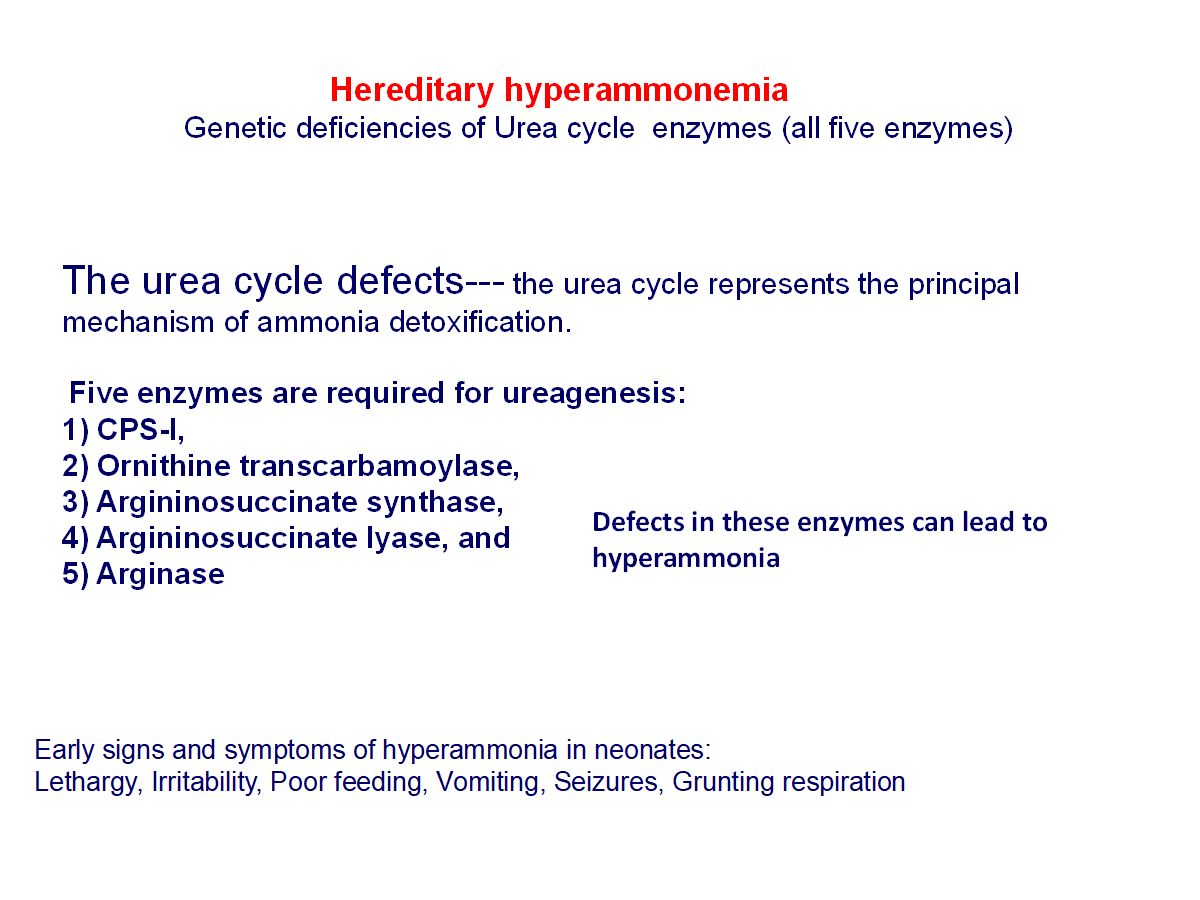 Hereditary hyperammonemia
Genetic deficiencies of Urea cycle enzymes (all five enzymes)
The urea cycle defects--- the urea cycle represents the principal
mechanism of ammonia detoxification.
Five enzymes are required for ureagenesis:
1) CPS-I,
2) Ornithine transcarbamoylase,
3) Argininosuccinate synthase,
4) Argininosuccinate lyase, and
5) Arginase
Defects in these enzymes can lead to
hyperammonia
Early signs and symptoms of hyperammonia in neonates:
Lethargy, Irritability, Poor feeding, Vomiting, Seizures, Grunting respiration